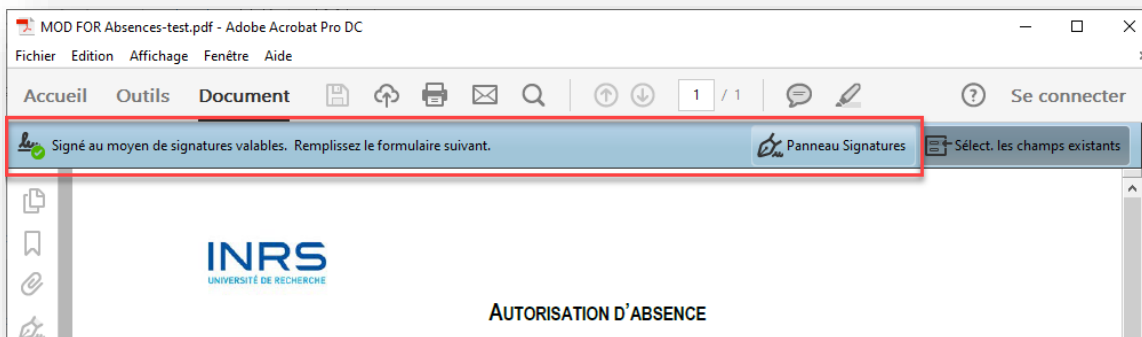 MOD FOR Absences-test.pdf - Adobe Acrobat Pro DC
Fichier Edition Affichage Fenêtre Aide
Accueil Outils Document 1 / 1 ? Se connecter
Signé au moyen de signatures valables. Remplissez le formulaire suivant. Panneau Signatures Sélect. les champs existants
INRS
UNIVERSITÉ DE RECHERCHE
AUTORISATION D'ABSENCE